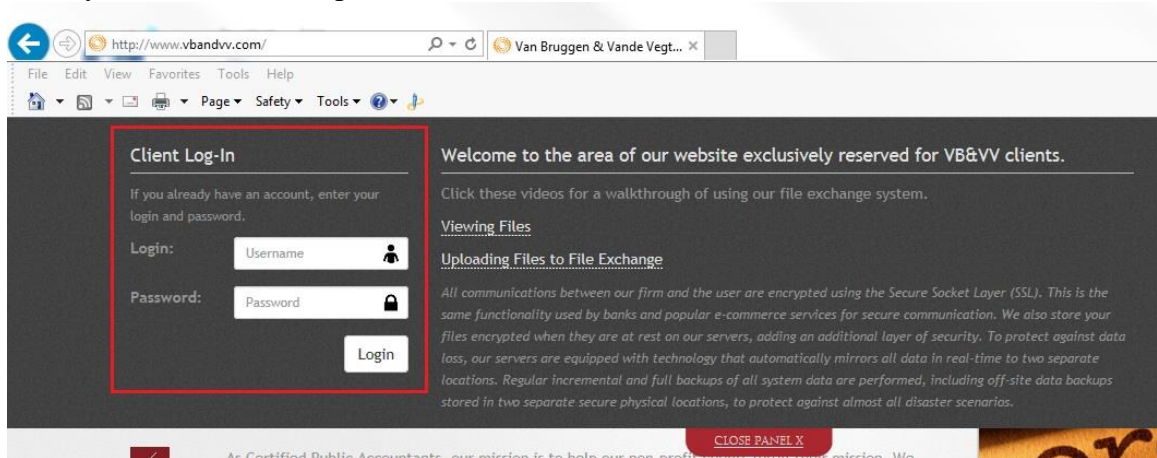 http://www.vbandvv.com/
Van Bruggen & Vande Vegt...
File Edit View Favorites Tools Help
Page Safety Tools
Client Log-In
If you already have an account, enter your
login and password.
Login:
Username
Password:
Password
Login
Welcome to the area of our website exclusively reserved for VB&VV clients.
Click these videos for a walkthrough of using our file exchange system.
Viewing Files
Uploading Files to File Exchange
All communications between our firm and the user are encrypted using the Secure Socket Layer (SSL). This is the
same functionality used by banks and popular e-commerce services for secure communication. We also store your
files encrypted when they are at rest on our servers, adding an additional layer of security. To protect against data
loss, our servers are equipped with technology that automatically mirrors all data in real-time to two separate
locations. Regular incremental and full backups of all system data are performed, including off-site data backups
stored in two separate secure physical locations, to protect against almost all disaster scenarios.
CLOSE PANEL X
As Certified Public Accountants, our mission is to help our non-profit mission. We